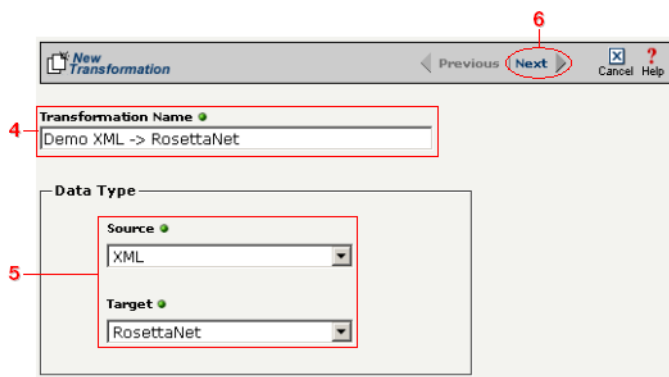 6
New
Transformation
Previous Next Cancel Help
Transformation Name
4
Demo XML -> RosettaNet
Data Type
Source
XML
5
Target
RosettaNet